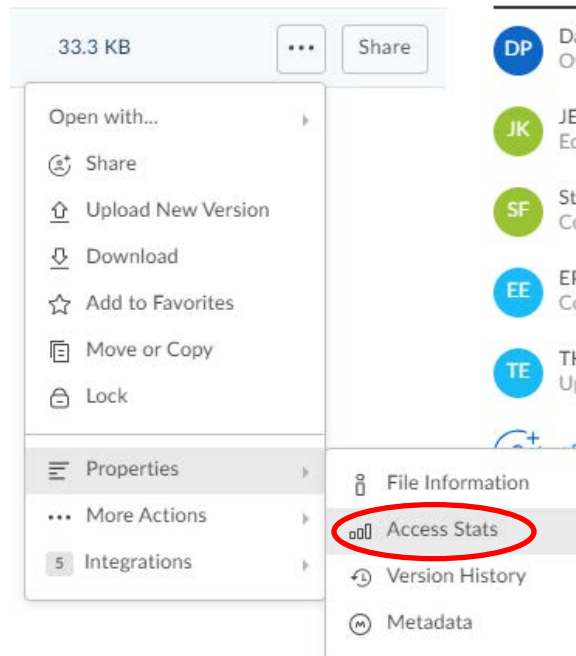 33.3 KB ... Share
Open with...
Share
Upload New Version
Download
Add to Favorites
Move or Copy
Lock
Properties
More Actions
5 Integrations
File Information
Access Stats
Version History
Metadata
DP
JK
SF
EE
TE